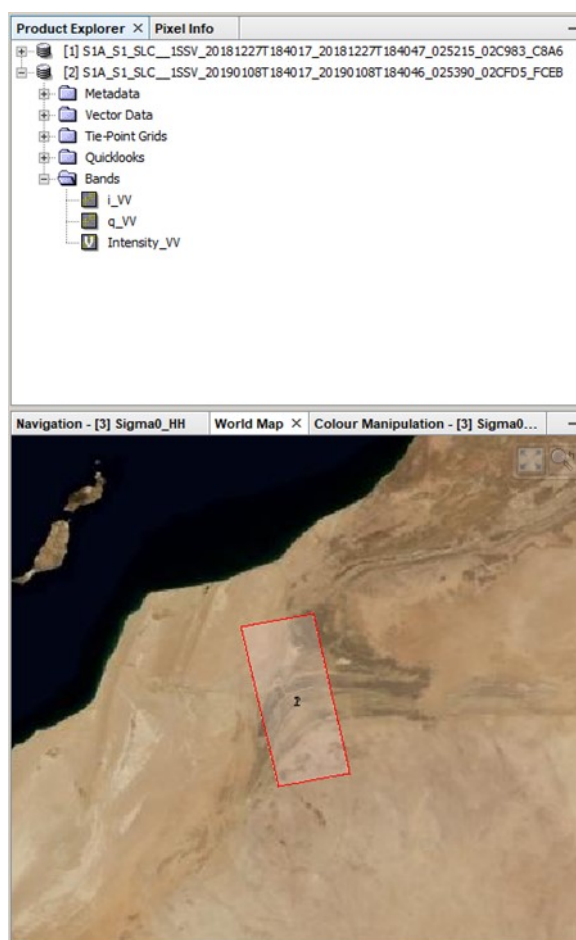 Product Explorer × Pixel Info
[1] S1A_S1_SLC__1SSV_20181227T184017_20181227T184047_025215_02C983_C8A6
[2] S1A_S1_SLC__1SSV_20190108T184017_20190108T184046_025390_02CFD5_FCEB
Metadata
Vector Data
Tie-Point Grids
Quicklooks
Bands
i_VV
q_VV
Intensity_VV
Navigation - [3] Sigma0_HH World Map × Colour Manipulation - [3] Sigma0...